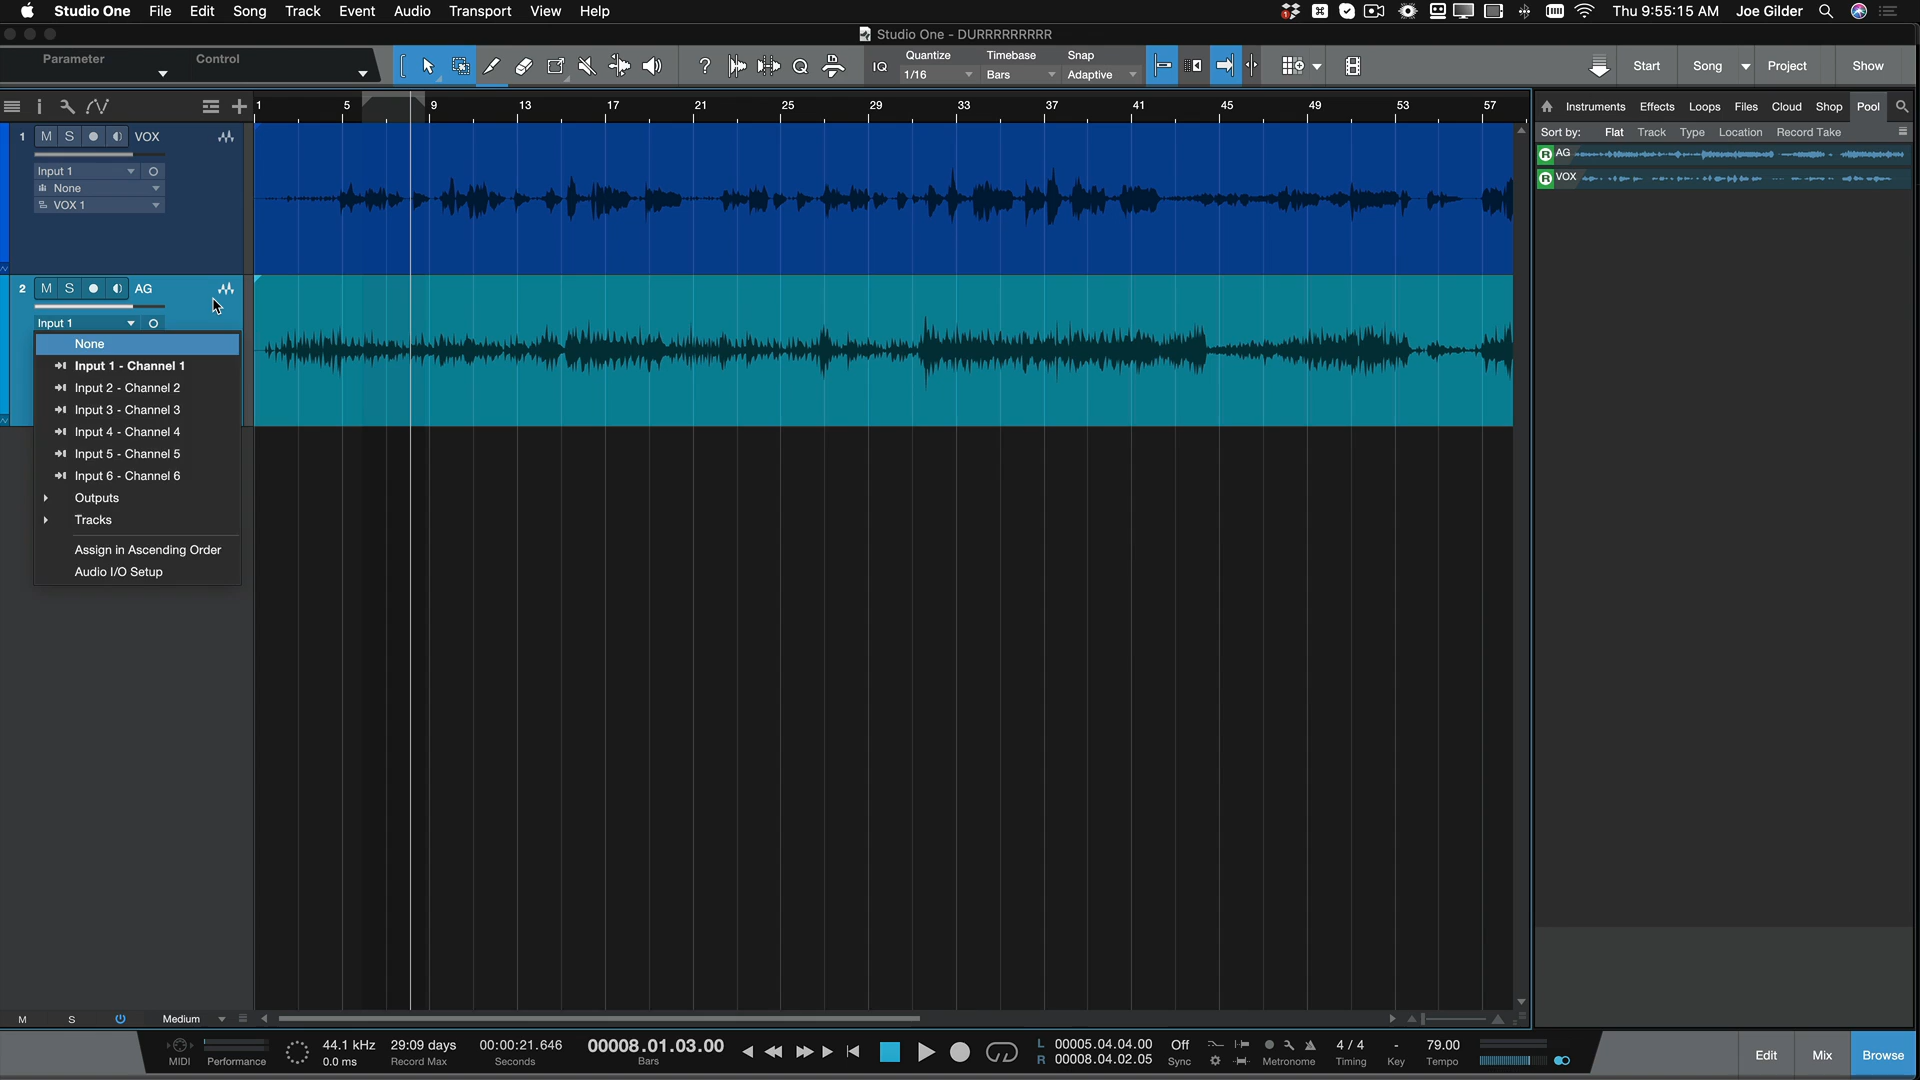 Studio One File Edit Song Track Event Audio Transport View Help Thu 9:55:15 AM Joe Gilder
Studio One - DURRRRRRRRR
Parameter Control
IQ Quantize 1/16 Timebase Bars Snap Adaptive
Start Song Project Show
1 5 9 13 17 21 25 29 33 37 41 45 49 53 57
Instruments Effects Loops Files Cloud Shop Pool
Sort by: Flat Track Type Location Record Take
R AG
R VOX
1 M S VOX
Input 1
None
VOX 1
2 M S AG
Input 1
None
Input 1 - Channel 1
Input 2 - Channel 2
Input 3 - Channel 3
Input 4 - Channel 4
Input 5 - Channel 5
Input 6 - Channel 6
Outputs
Tracks
Assign in Ascending Order
Audio I/O Setup
M S Medium
MIDI Performance
44.1 kHz 0.0 ms
29:09 days Record Max
00:00:21.646 Seconds
00008.01.03.00 Bars
L 00005.04.04.00
R 00008.04.02.05
Off Sync
Metronome
4 / 4 Timing
- Key
79.00 Tempo
Edit Mix Browse